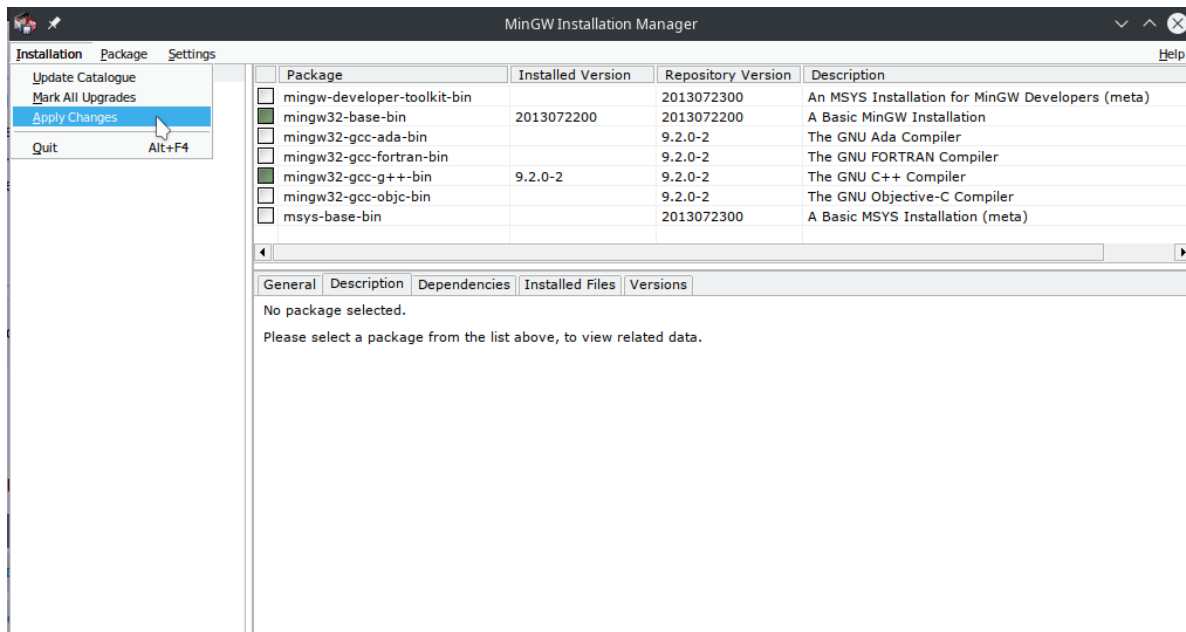 MinGW Installation Manager
Installation Package Settings Help
Update Catalogue
Mark All Upgrades
Apply Changes
Quit Alt+F4
Package Installed Version Repository Version Description
mingw-developer-toolkit-bin 2013072300 An MSYS Installation for MinGW Developers (meta)
mingw32-base-bin 2013072200 2013072200 A Basic MinGW Installation
mingw32-gcc-ada-bin 9.2.0-2 The GNU Ada Compiler
mingw32-gcc-fortran-bin 9.2.0-2 The GNU FORTRAN Compiler
mingw32-gcc-g++-bin 9.2.0-2 9.2.0-2 The GNU C++ Compiler
mingw32-gcc-objc-bin 9.2.0-2 The GNU Objective-C Compiler
msys-base-bin 2013072300 A Basic MSYS Installation (meta)
General Description Dependencies Installed Files Versions
No package selected.
Please select a package from the list above, to view related data.